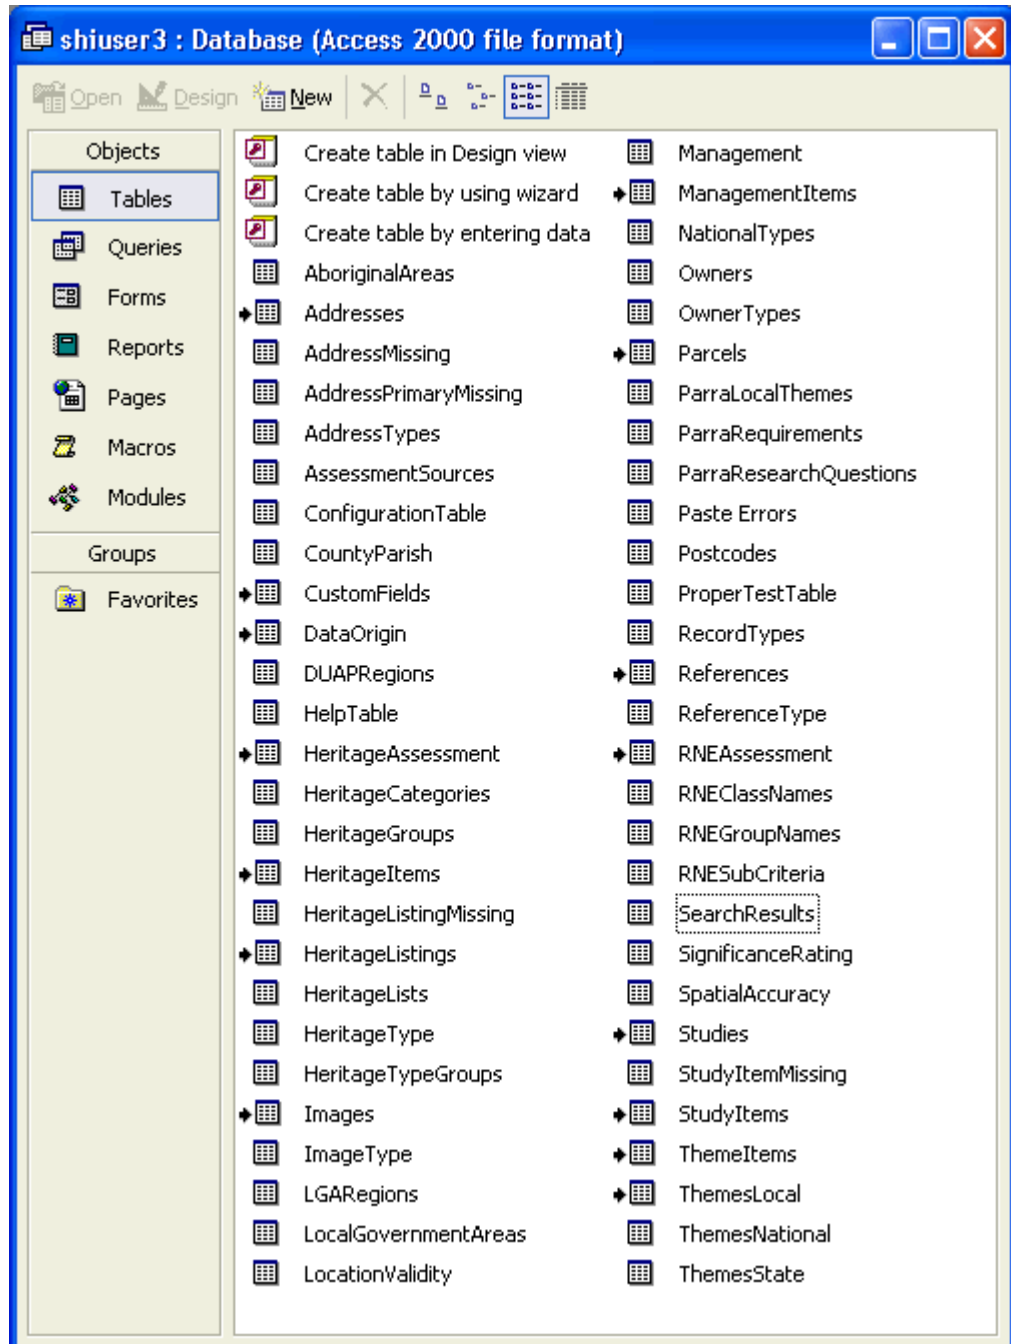 shiuser3 : Database (Access 2000 file format)
Open Design New
Objects
Tables
Queries
Forms
Reports
Pages
Macros
Modules
Groups
Favorites
Create table in Design view
Create table by using wizard
Create table by entering data
AboriginalAreas
Addresses
AddressMissing
AddressPrimaryMissing
AddressTypes
AssessmentSources
ConfigurationTable
CountyParish
CustomFields
DataOrigin
DUAPRegions
HelpTable
HeritageAssessment
HeritageCategories
HeritageGroups
HeritageItems
HeritageListingMissing
HeritageListings
HeritageLists
HeritageType
HeritageTypeGroups
Images
ImageType
LGARegions
LocalGovernmentAreas
LocationValidity
Management
ManagementItems
NationalTypes
Owners
OwnerTypes
Parcels
ParraLocalThemes
ParraRequirements
ParraResearchQuestions
Paste Errors
Postcodes
ProperTestTable
RecordTypes
References
ReferenceType
RNEAssessment
RNEClassNames
RNEGroupNames
RNESubCriteria
SearchResults
SignificanceRating
SpatialAccuracy
Studies
StudyItemMissing
StudyItems
ThemeItems
ThemesLocal
ThemesNational
ThemesState